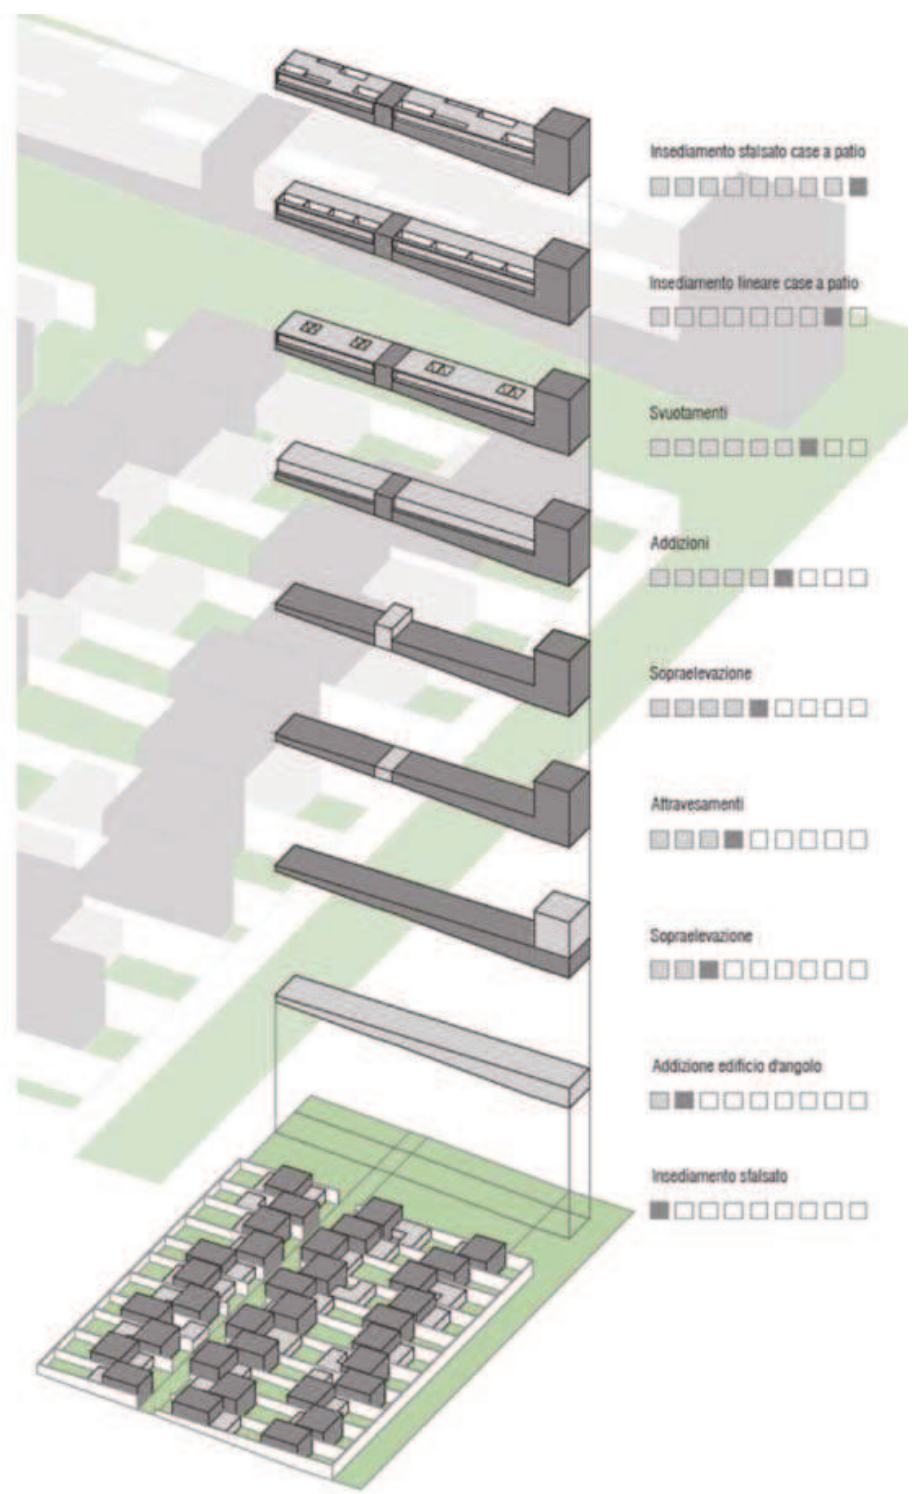 Insediamento sfalsato case a patio
Insediamento lineare case a patio
Svuotamenti
Addizioni
Sopraelevazione
Attravesamenti
Sopraelevazione
Addizione edificio d'angolo
Insediamento sfalsato